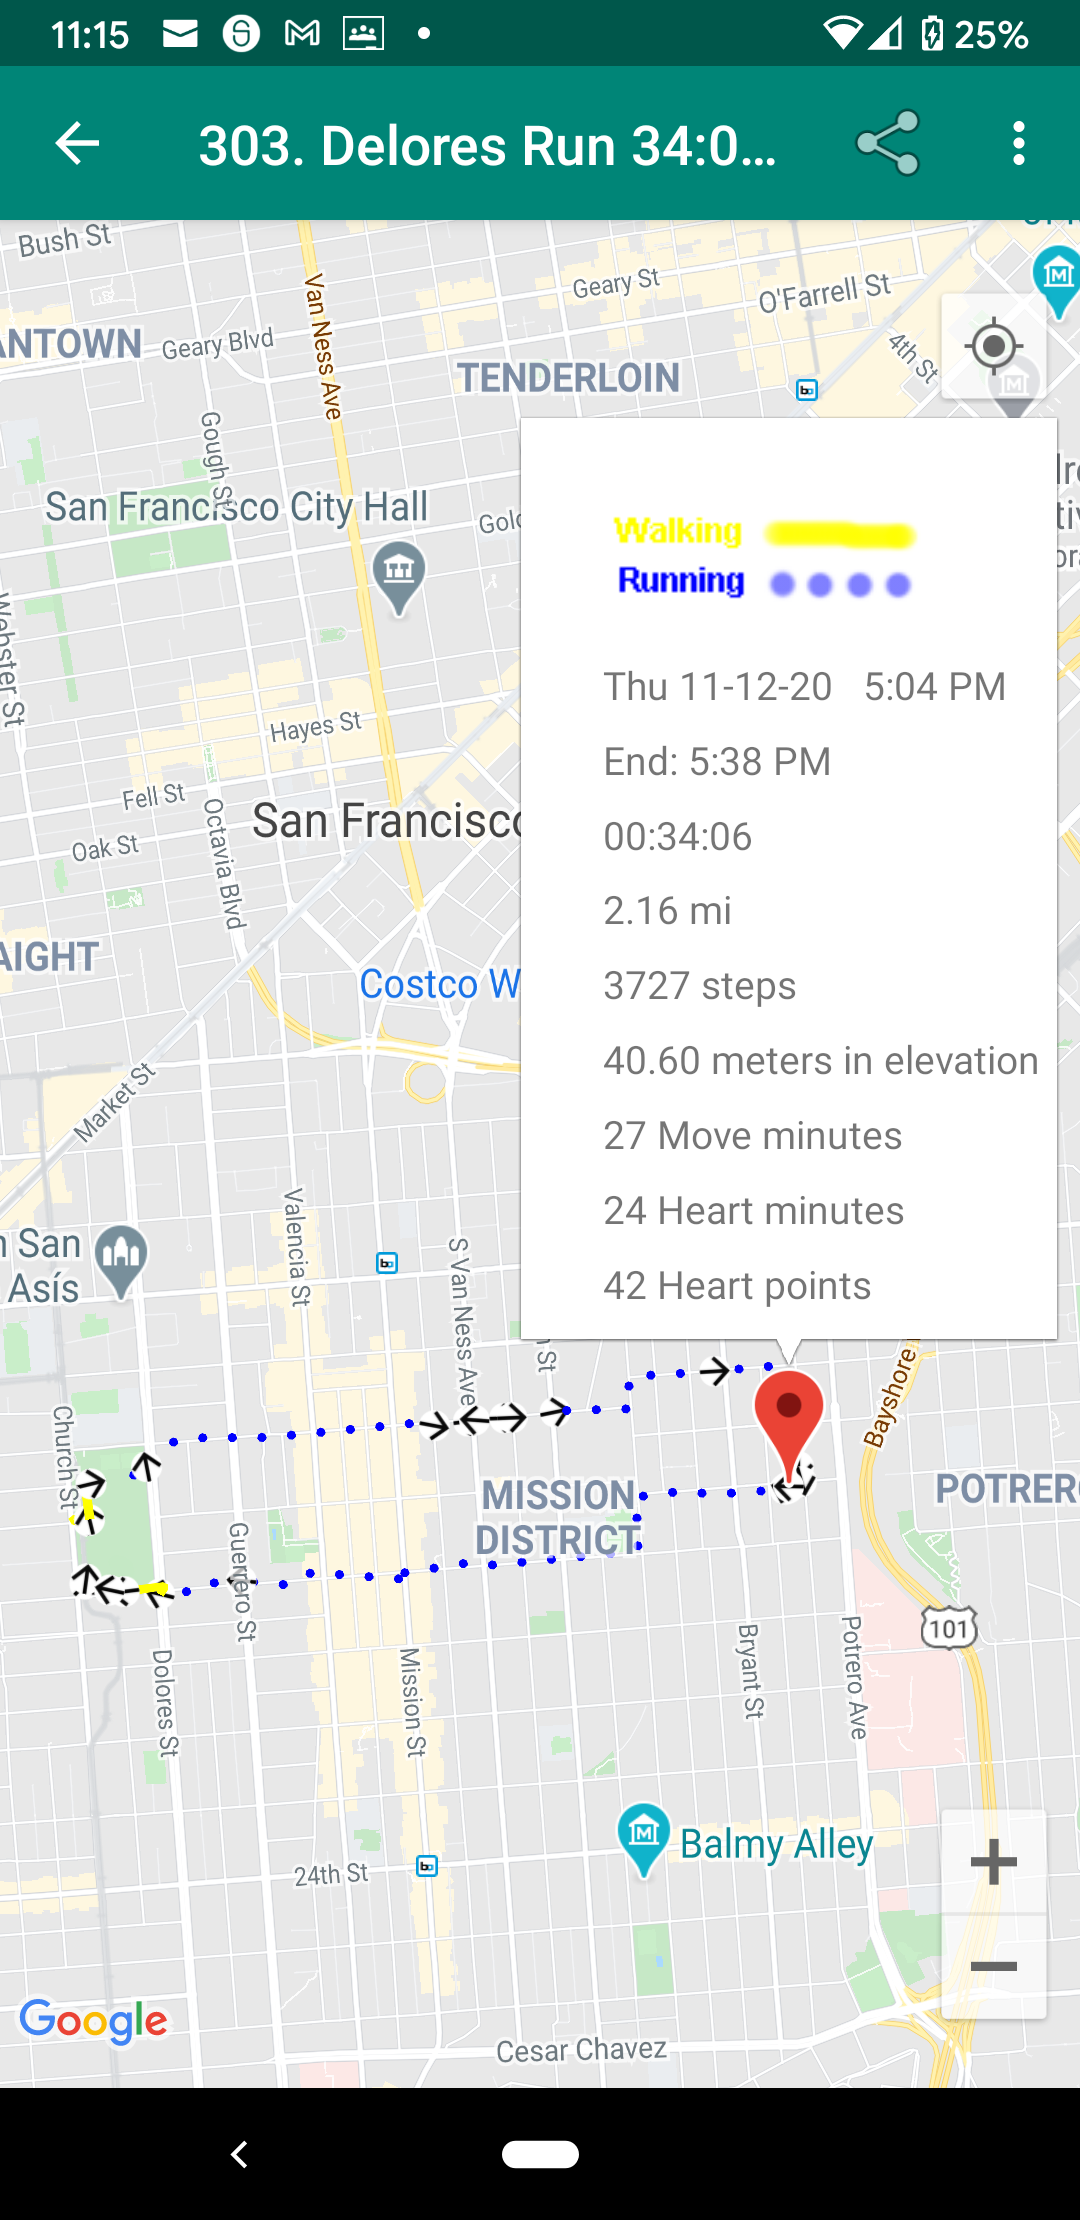 11:15
25%
303. Delores Run 34:0...
Bush St
Van Ness Ave
Geary St
O'Farrell St
4th St
ANTOWN
Geary Blvd
TENDERLOIN
Gough St
San Francisco City Hall
Golc
Webster St
Walking
Running
Thu 11-12-20 5:04 PM
End: 5:38 PM
00:34:06
2.16 mi
3727 steps
40.60 meters in elevation
27 Move minutes
24 Heart minutes
42 Heart points
Hayes St
Fell St
Octavia Blvd
San Francisco
Oak St
AIGHT
Costco W
Market St
Valencia St
S Van Ness Ave
n San
Asís
St
Bayshore
Church St
MISSION
DISTRICT
POTRER
Guerrero St
101
Dolores St
Mission St
Bryant St
Potrero Ave
Balmy Alley
24th St
Google
Cesar Chavez